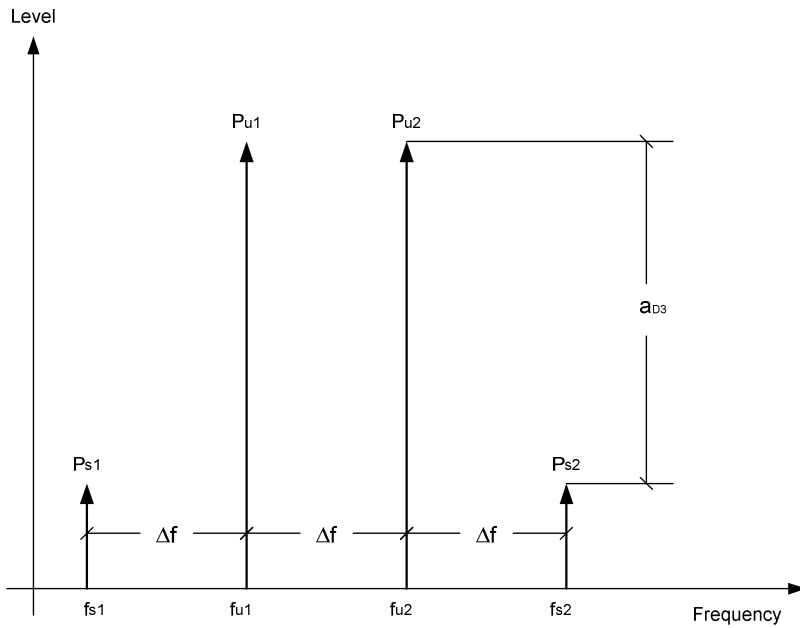 Level
Pu1 Pu2
aD3
Ps1 Ps2
Δf Δf Δf
fs1 fu1 fu2 fs2
Frequency